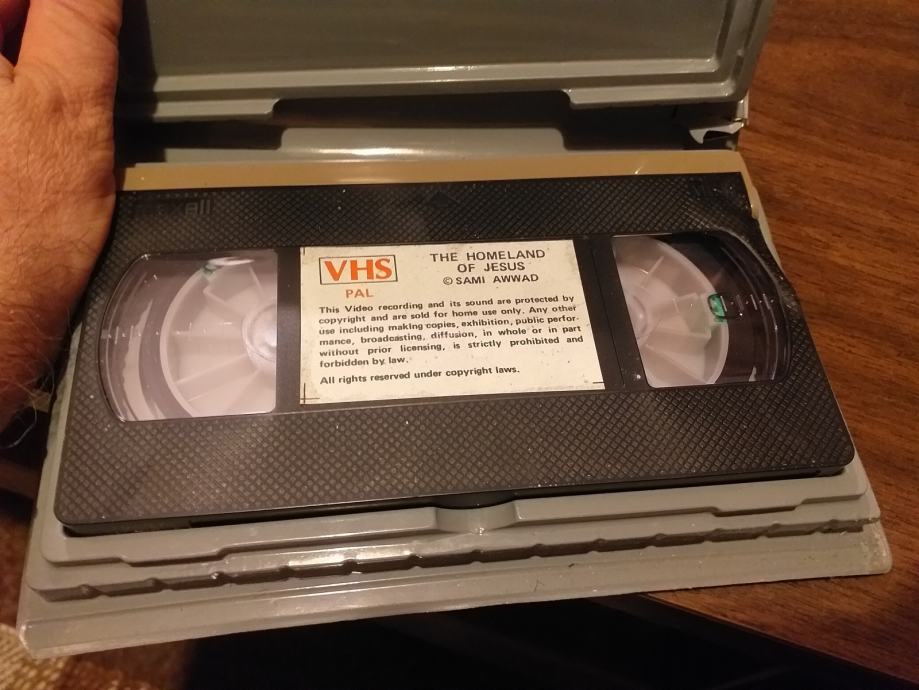 VHS
PAL
THE HOMELAND
OF JESUS
© SAMI AWWAD
This Video recording and its sound are protected by
copyright and are sold for home use only. Any other
use including making copies, exhibition, public perfor-
mance, broadcasting, diffusion, in whole or in part
without prior licensing, is strictly prohibited and
forbidden by law.
All rights reserved under copyright laws.